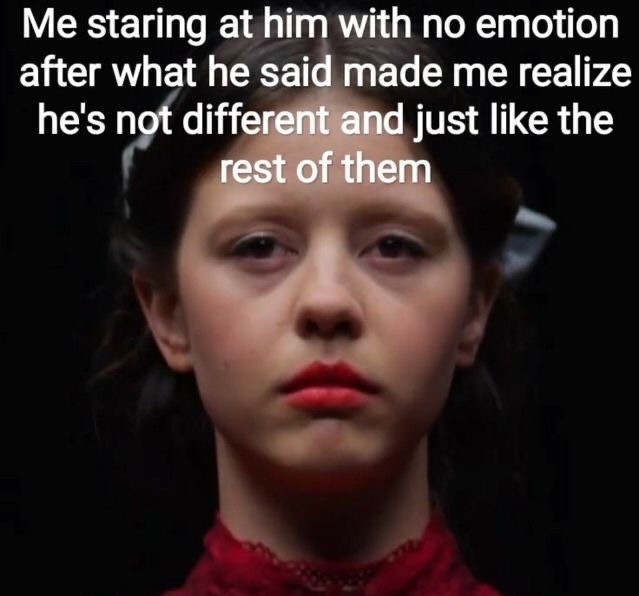 Me staring at him with no emotion
after what he said made me realize
he's not different and just like the
rest of them